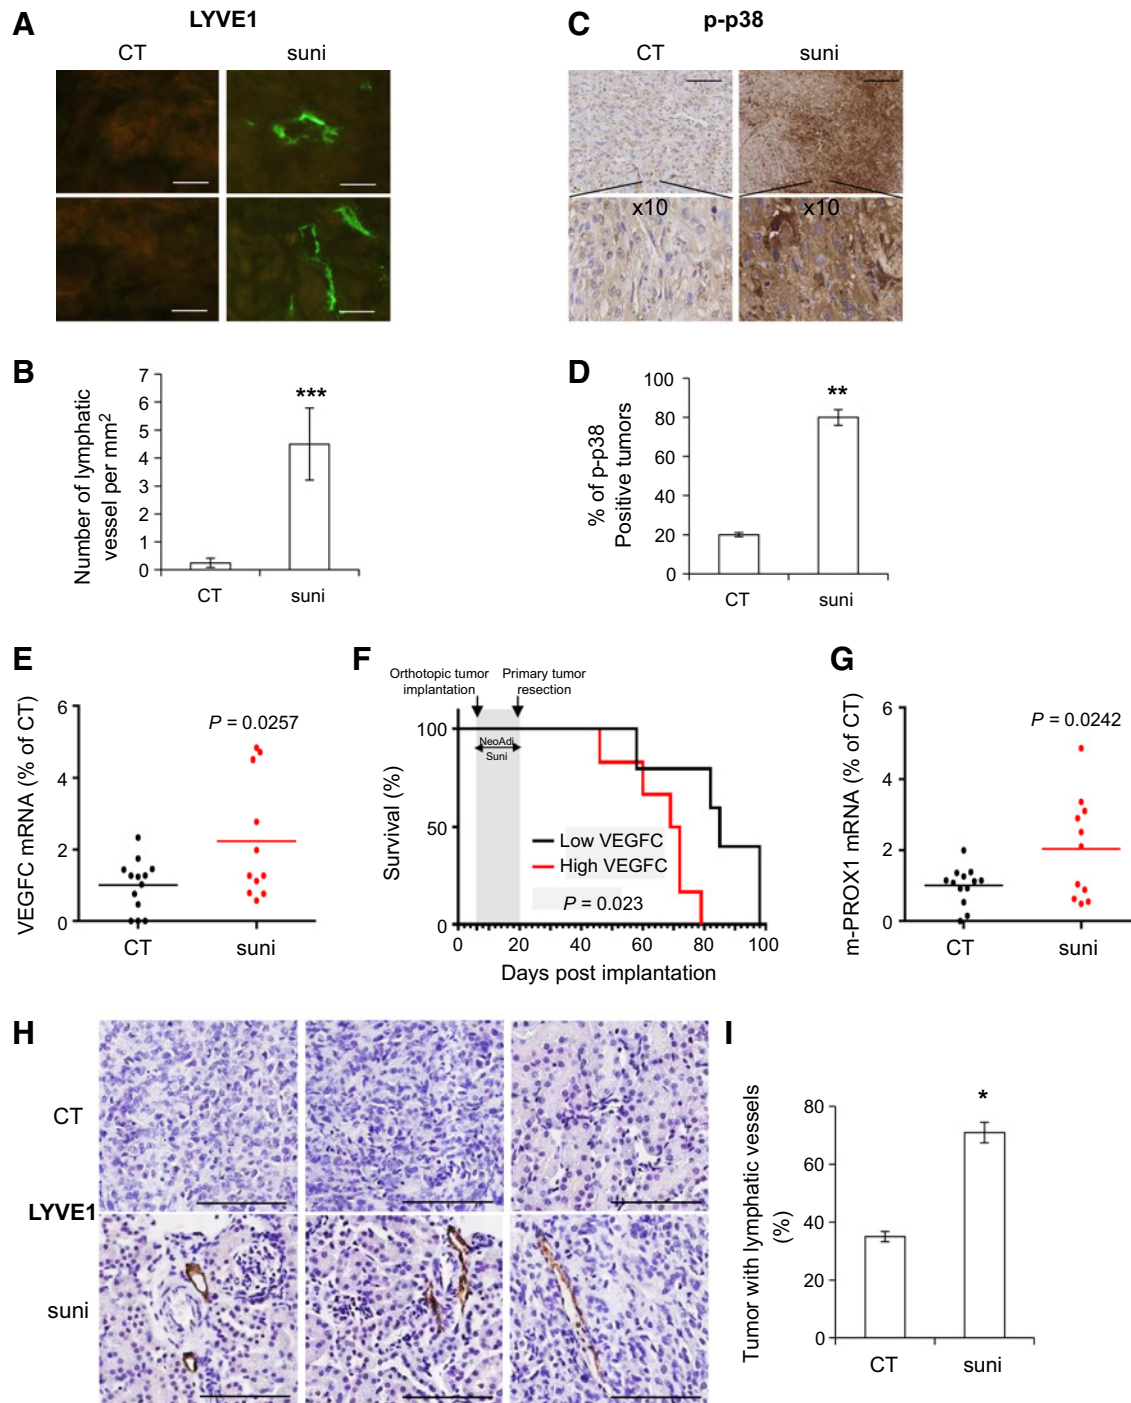 A
LYVE1
CT suni
B
Number of lymphatic
vessel per mm2
7
6
5
4
3
2
1
0
***
CT suni
C
p-p38
CT suni
x10 x10
D
% of p-p38
Positive tumors
100
80
60
40
20
0
**
CT suni
E
VEGFC mRNA (% of CT)
6
4
2
0
P = 0.0257
CT suni
F
Orthotopic tumor
implantation
Primary tumor
resection
Survival (%)
100
50
0
NeoAdj
Suni
Low VEGFC
High VEGFC
P = 0.023
0 20 40 60 80 100
Days post implantation
G
m-PROX1 mRNA (% of CT)
6
4
2
0
P = 0.0242
CT suni
H
CT
LYVE1
suni
I
Tumor with lymphatic vessels
(%)
80
60
40
20
0
*
CT suni